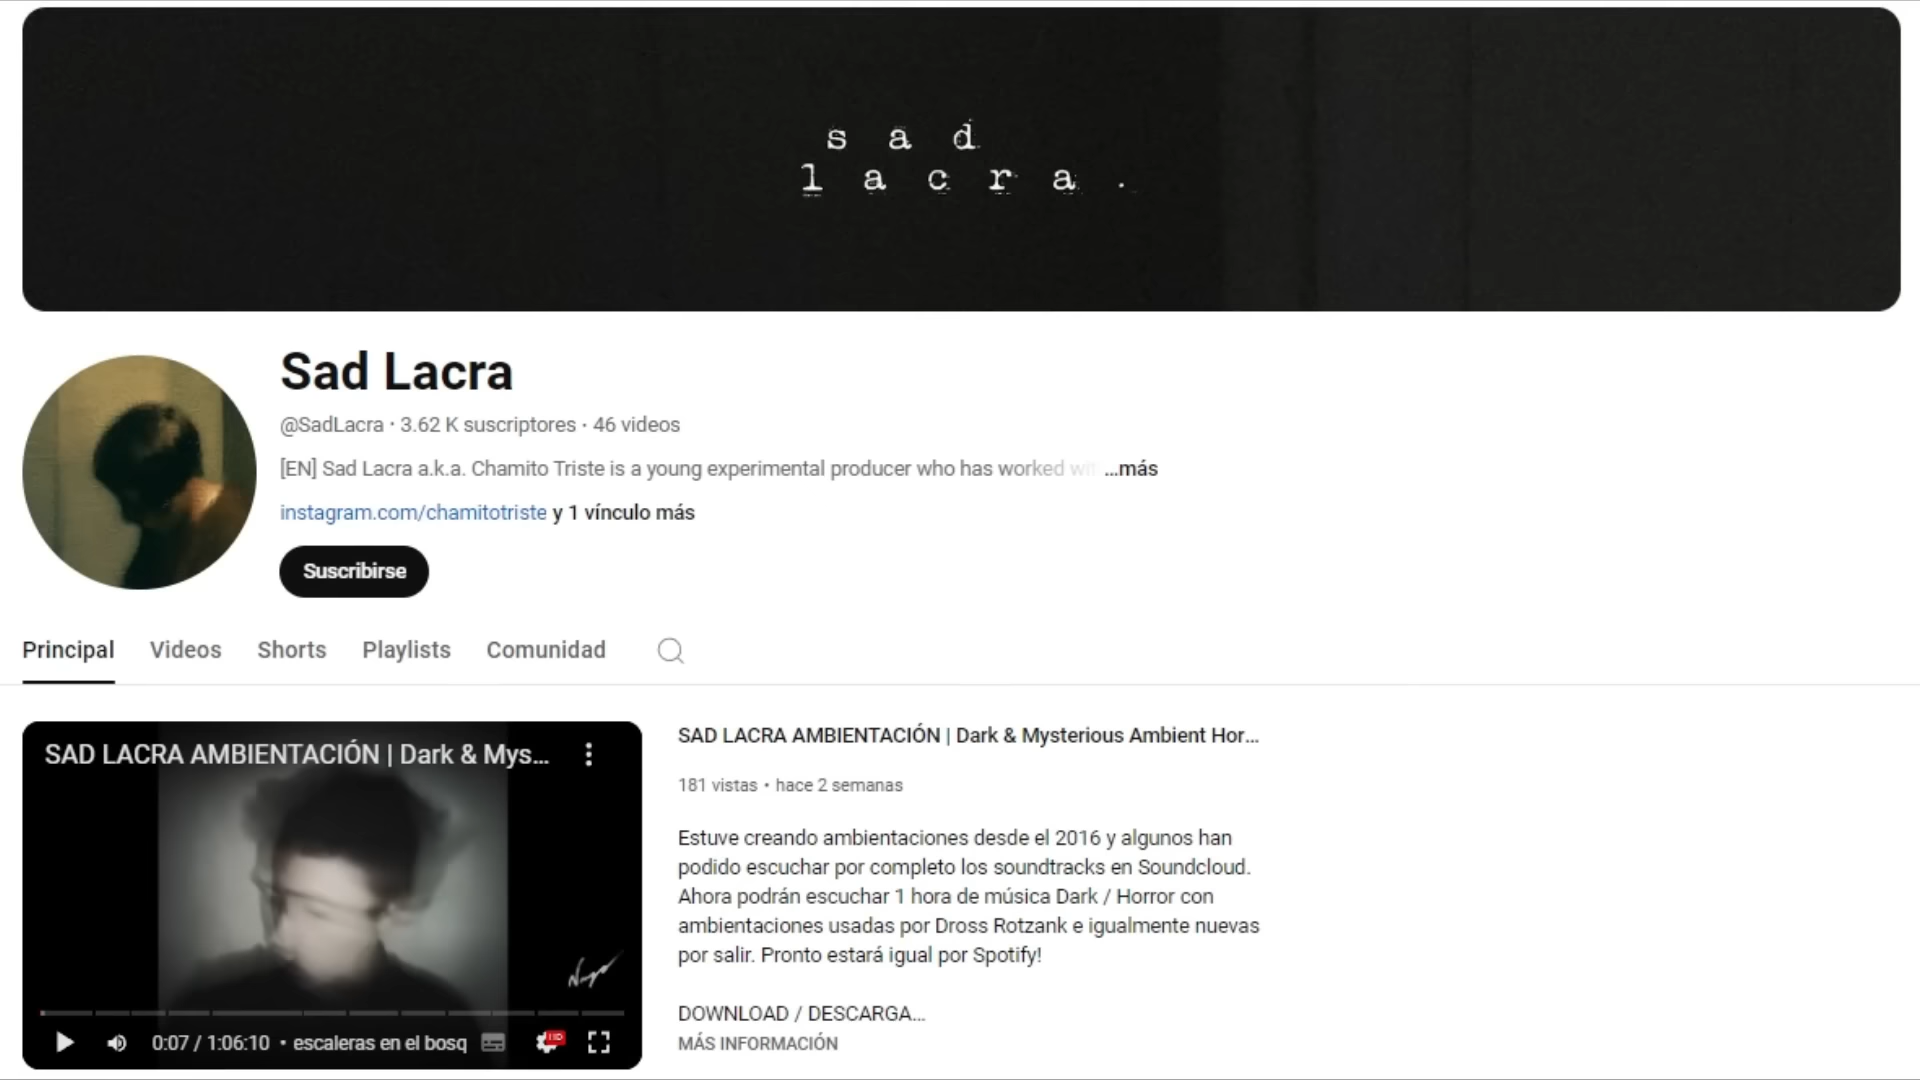 sad
lacra.
Sad Lacra
@SadLacra • 3.62 K suscriptores • 46 videos
[EN] Sad Lacra a.k.a. Chamito Triste is a young experimental producer who has worked ...más
instagram.com/chamitotriste y 1 vínculo más
Suscribirse
Principal Videos Shorts Playlists Comunidad
SAD LACRA AMBIENTACIÓN | Dark & Mys...
0:07 / 1:06:10 • escaleras en el bosq
HD
SAD LACRA AMBIENTACIÓN | Dark & Mysterious Ambient Hor...
181 vistas • hace 2 semanas
Estuve creando ambientaciones desde el 2016 y algunos han
podido escuchar por completo los soundtracks en Soundcloud.
Ahora podrán escuchar 1 hora de música Dark / Horror con
ambientaciones usadas por Dross Rotzank e igualmente nuevas
por salir. Pronto estará igual por Spotify!
DOWNLOAD / DESCARGA...
MÁS INFORMACIÓN